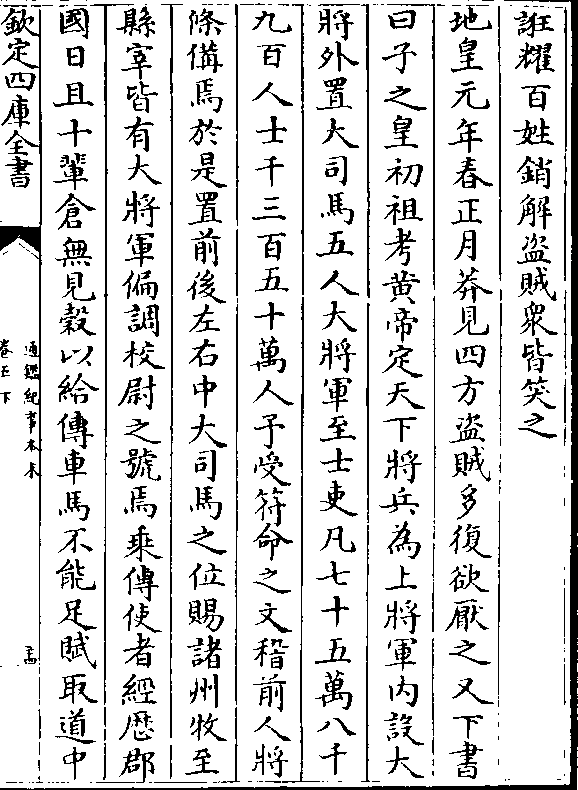 誑耀百姓銷解盗賊衆皆笑之
地皇元年春正月莽見四方盗賊多復欲厭之又下書
曰予之皇初祖考黄帝定天下將兵為上將軍内設大
將外置大司馬五人大將軍至士吏凡七十五萬八千
九百人士千三百五十萬人予受符命之文稽前人將
條備焉於是置前後左右中大司馬之位賜諸州牧至
縣宰皆有大將軍偏調校尉之號焉乘傳使者經歴郡
國日且十輩倉無見穀以給傳車馬不能足賦取道中
欽定四庫全書
通鑑紀事本末
卷五下